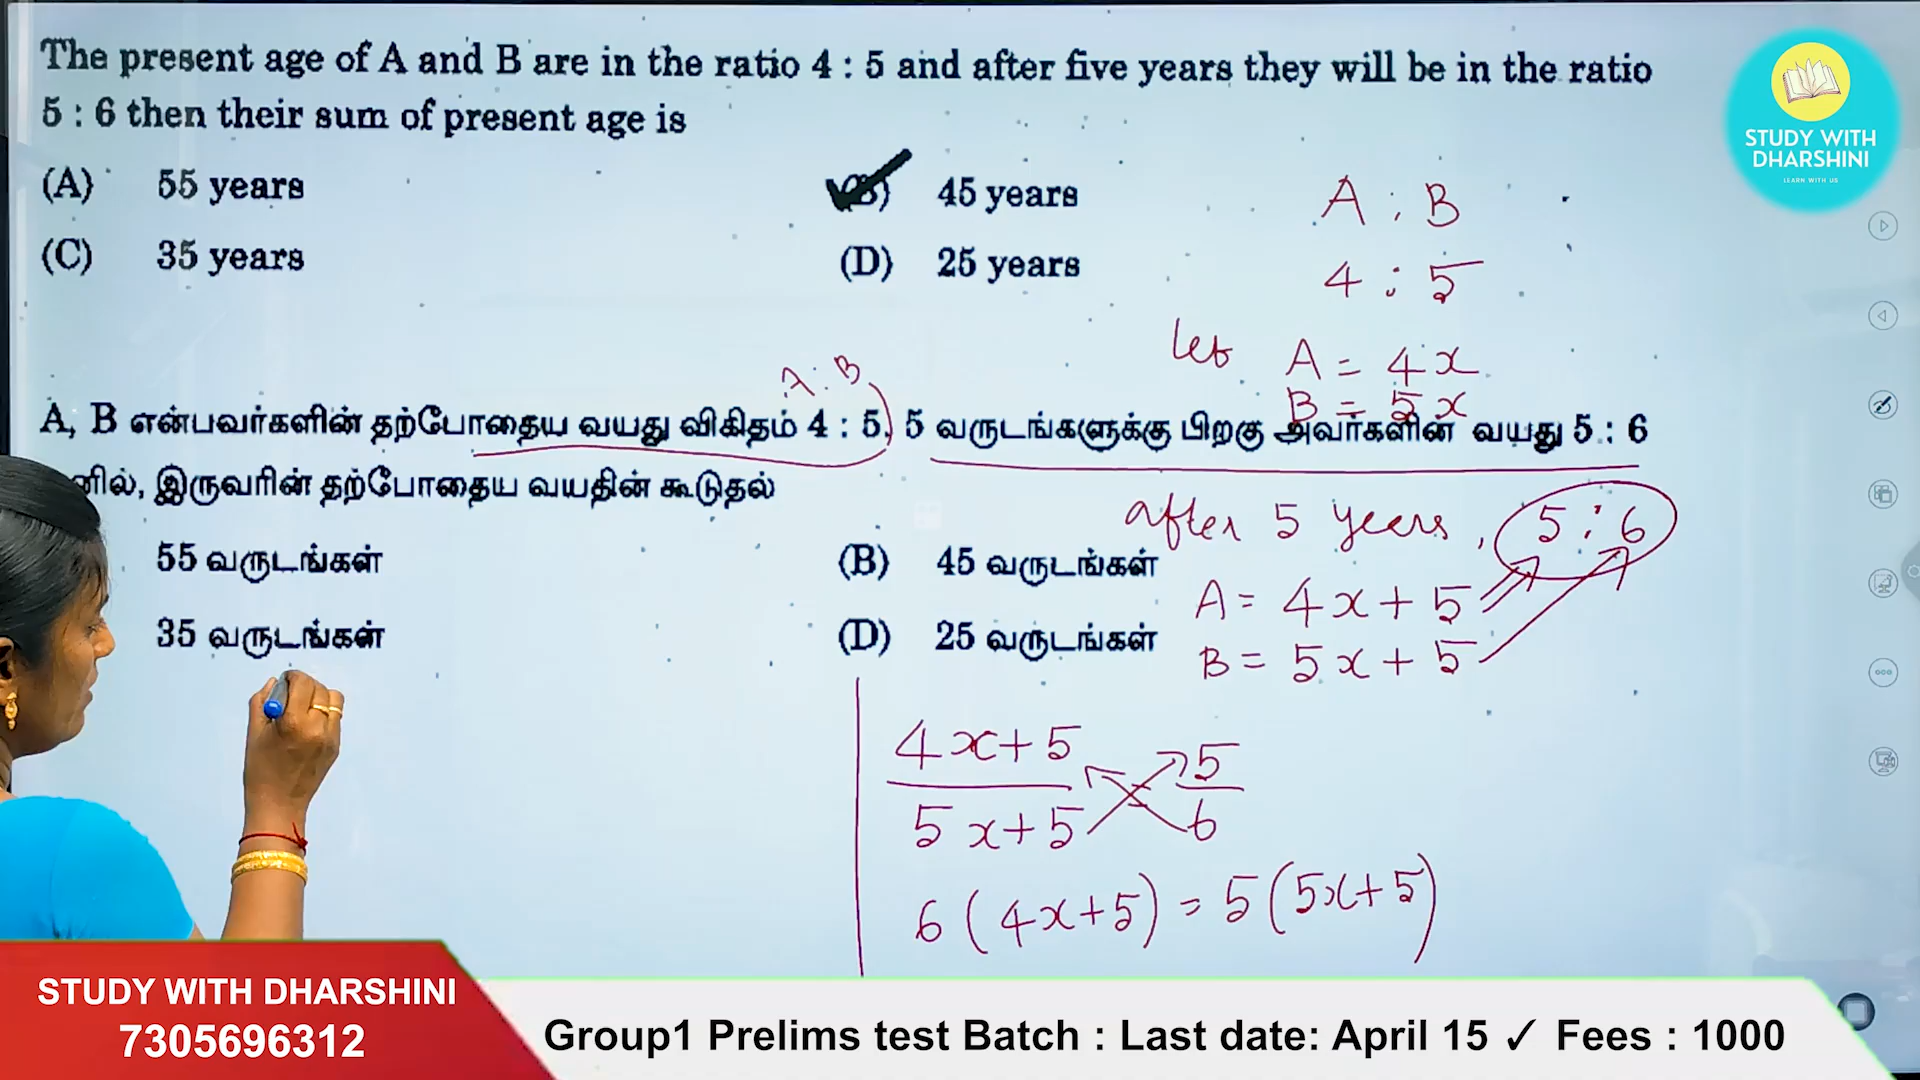 The present age of A and B are in the ratio 4 : 5 and after five years they will be in the ratio
5 : 6 then their sum of present age is
(A) 55 years
(B) 45 years
(C) 35 years
(D) 25 years
A : B
4 : 5
let A = 4x
B = 5x
A : B
A, B என்பவர்களின் தற்போதைய வயது விகிதம் 4 : 5, 5 வருடங்களுக்கு பிறகு அவர்களின் வயது 5 : 6
னில், இருவரின் தற்போதைய வயதின் கூடுதல்
55 வருடங்கள்
(B) 45 வருடங்கள்
35 வருடங்கள்
(D) 25 வருடங்கள்
after 5 years, 5 : 6
A = 4x + 5
B = 5x + 5
4x+5 5
5x+5 6
6 (4x+5) = 5 (5x+5)
STUDY WITH
DHARSHINI
LEARN WITH US
STUDY WITH DHARSHINI
7305696312
Group1 Prelims test Batch : Last date: April 15 ✓ Fees : 1000